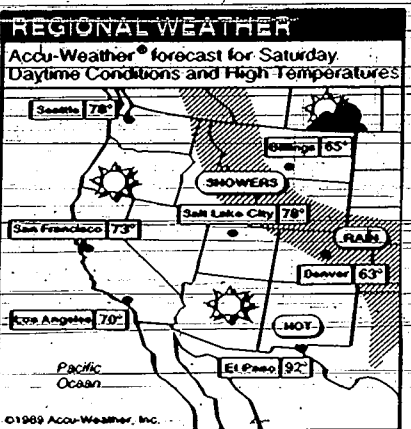 REGIONAL WEATHER
Accu-Weather® forecast for Saturday
Daytime Conditions and High Temperatures
Seattle 78°
Billings 65°
SHOWERS
Salt Lake City 78°
San Francisco 73°
RAIN
Denver 63°
Los Angeles 70°
HOT
El Paso 92°
Pacific
Ocean
©1989 Accu-Weather, Inc.